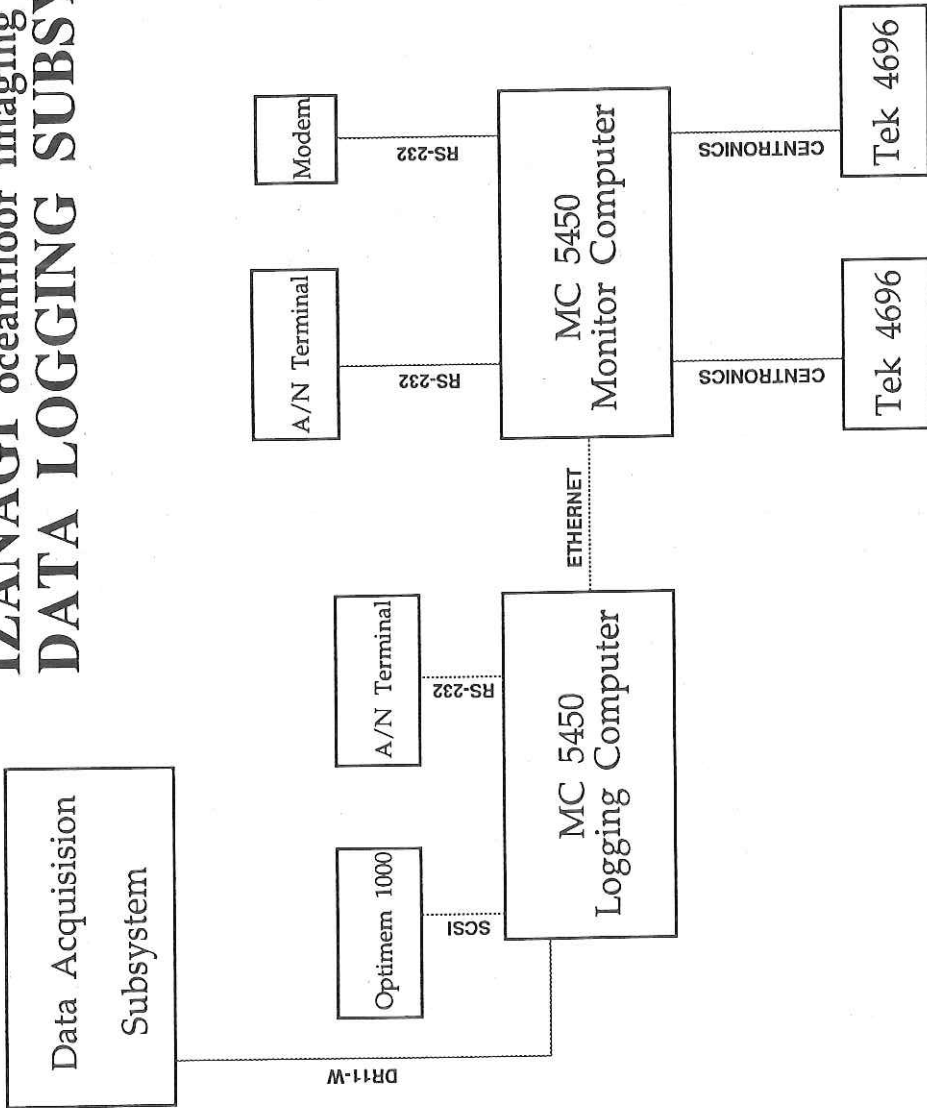 IZANAGI oceanfloor imaging
DATA LOGGING
Data Acquisision
Subsystem
DR11-W
Optimem 1000
SCSI
A/N Terminal
RS-232
MC 5450
Logging Computer
ETHERNET
A/N Terminal
RS-232
Modem
RS-232
MC 5450
Monitor Computer
CENTRONICS
CENTRONICS
Tek 4696
Tek 4696